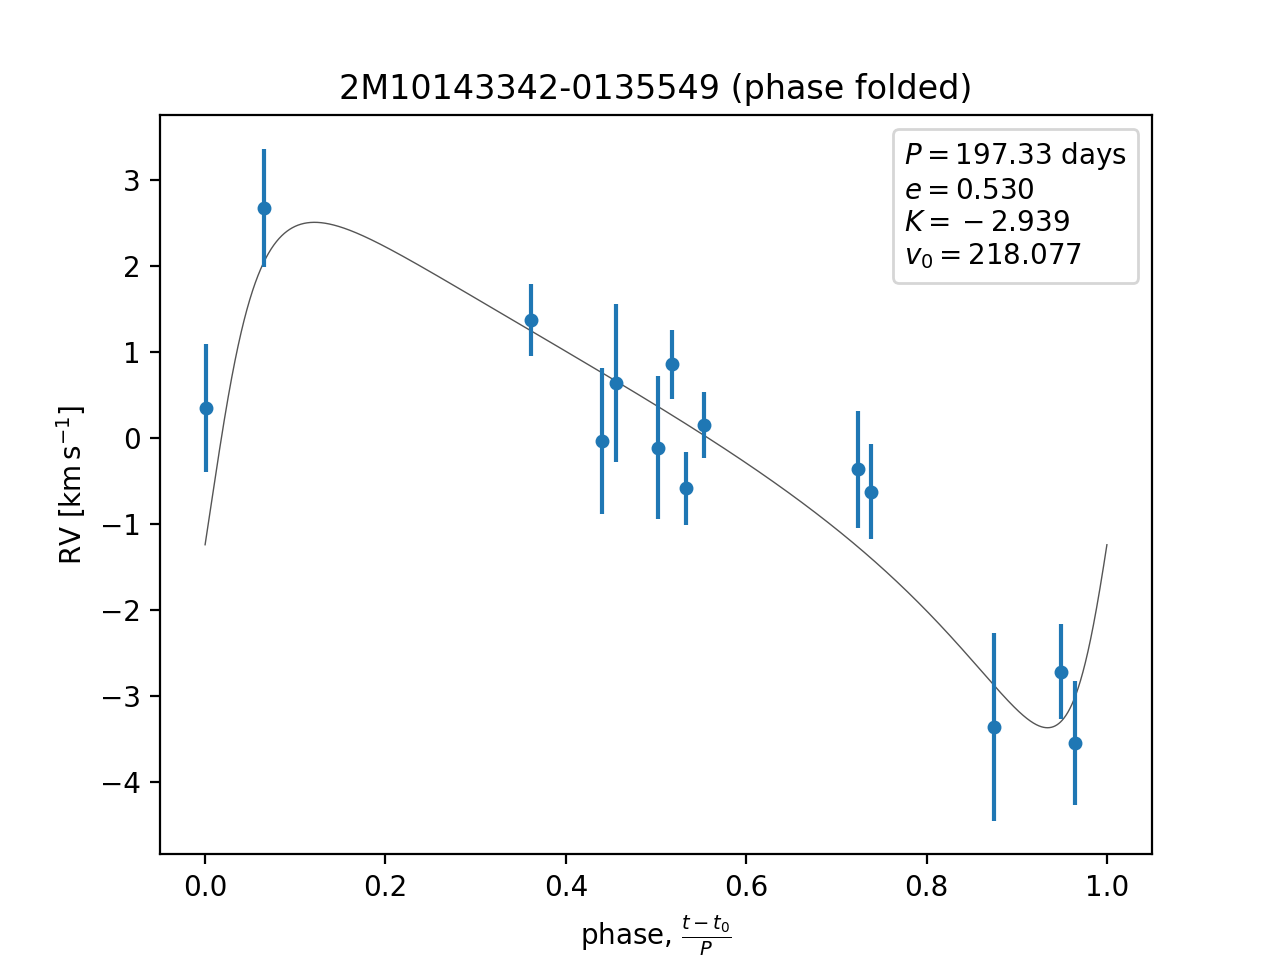 2M10143342-0135549 (phase folded)
P = 197.33 days
e = 0.530
K = −2.939
v₀ = 218.077
3
2
1
0
−1
−2
−3
−4
RV [km s⁻¹]
0.0 0.2 0.4 0.6 0.8 1.0
phase, (t − t₀)/P